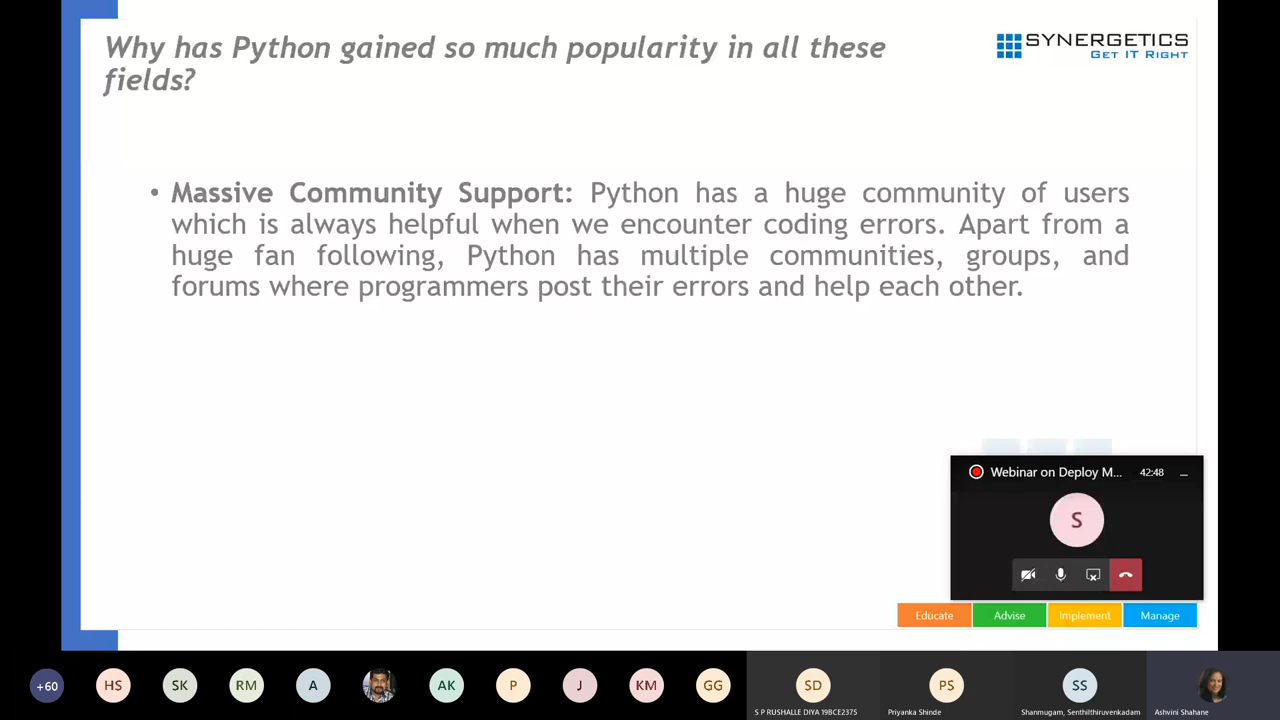 Why has Python gained so much popularity in all these
fields?
SYNERGETICS
GET IT RIGHT
• Massive Community Support: Python has a huge community of users
which is always helpful when we encounter coding errors. Apart from a
huge fan following, Python has multiple communities, groups, and
forums where programmers post their errors and help each other.
Webinar on Deploy M... 42:48
S
Educate Advise Implement Manage
+60 HS SK RM A AK P J KM GG SD PS SS
S P RUSHALLE DIYA 19BCE2375 Priyanka Shinde Shanmugam, Senthilthiruvenkadam Ashvini Shahane